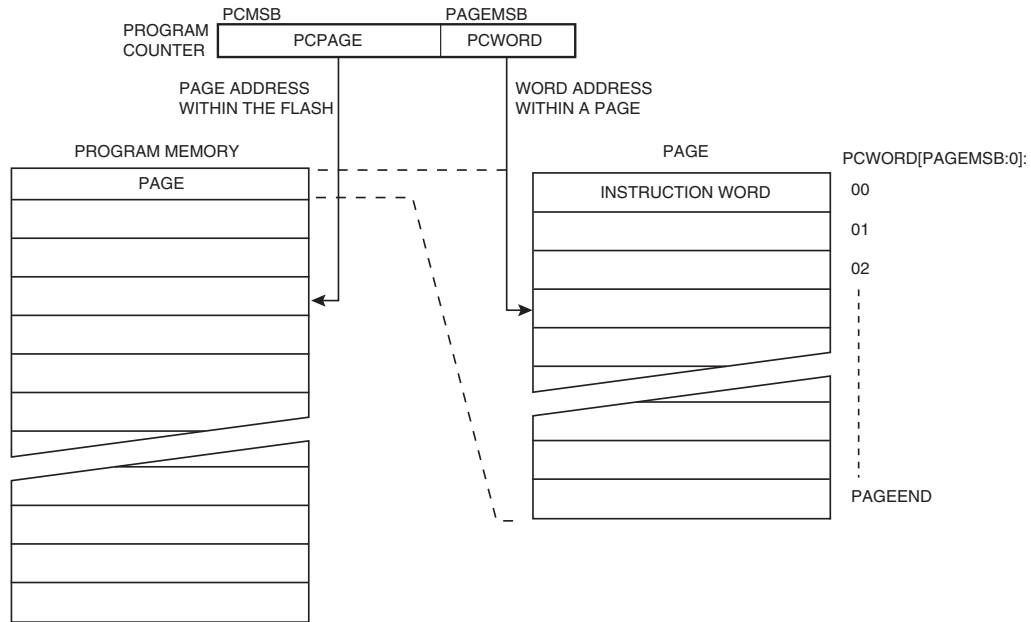 PCMSB
PAGEMSB
PROGRAM
COUNTER
PCPAGE
PCWORD
PAGE ADDRESS
WITHIN THE FLASH
WORD ADDRESS
WITHIN A PAGE
PROGRAM MEMORY
PAGE
PAGE
PCWORD[PAGEMSB:0]:
INSTRUCTION WORD
00
01
02
PAGEEND